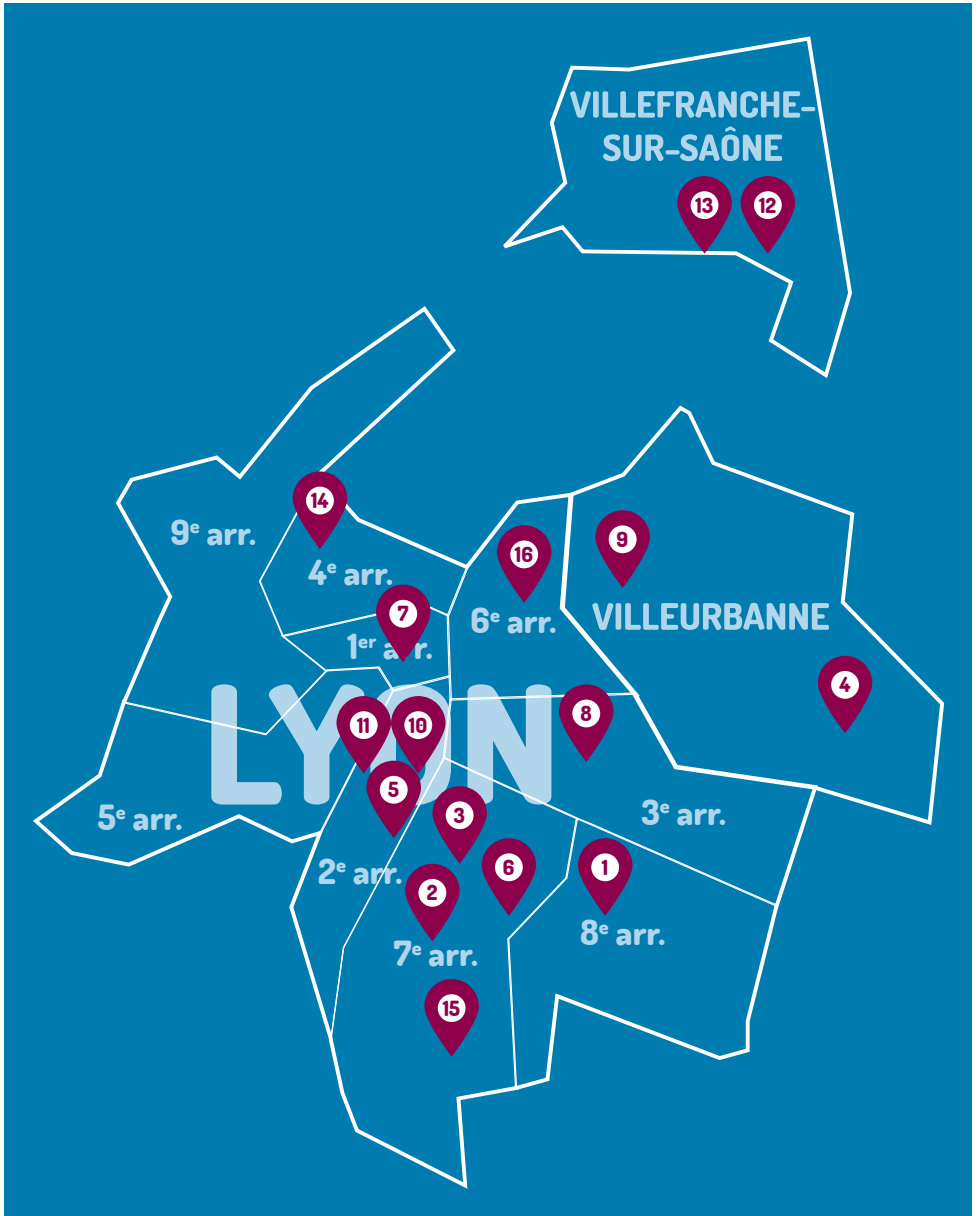 VILLEFRANCHE-
SUR-SAÔNE
13
12
14
9e arr.
16
9
4e arr.
7
6e arr.
VILLEURBANNE
1er arr.
4
LYON
11
10
8
5
3
5e arr.
3e arr.
2e arr.
6
1
2
8e arr.
7e arr.
15